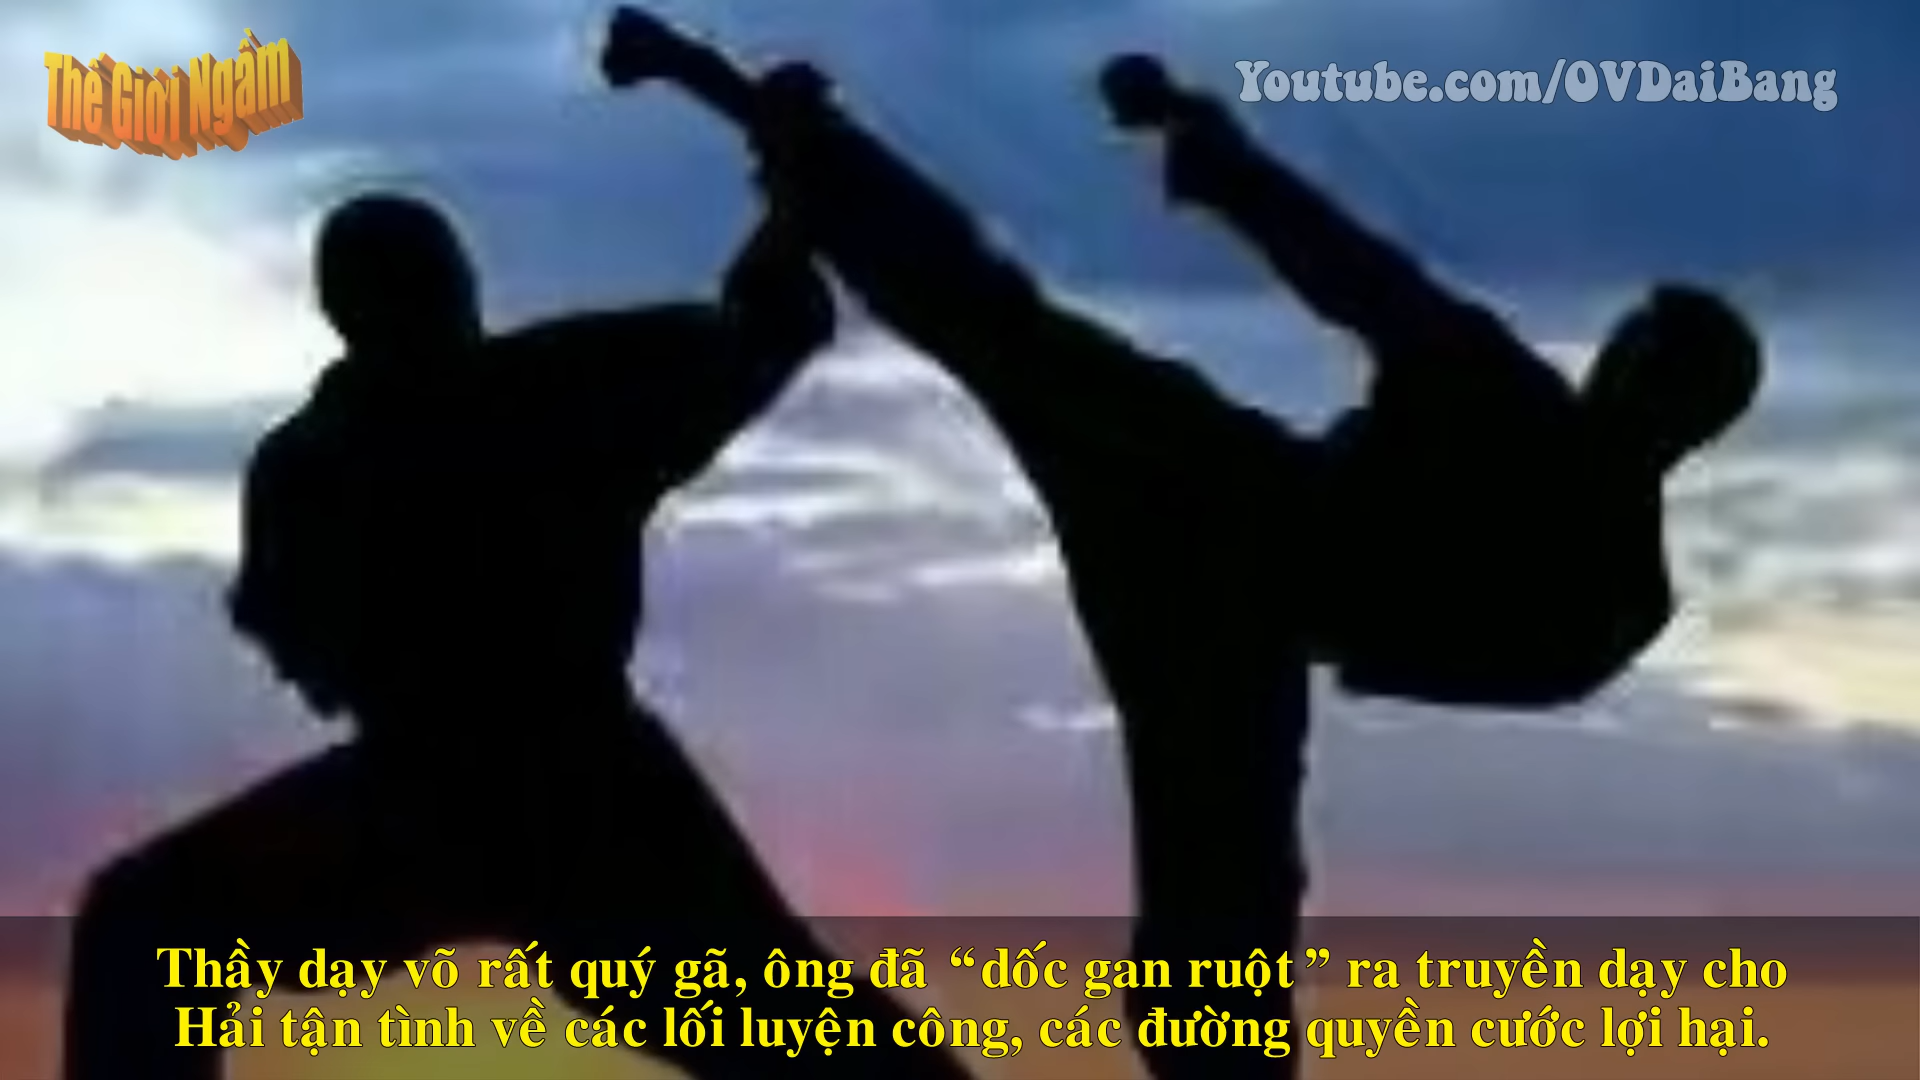 Thế Giới Ngầm
Youtube.com/OVDaiBang
Thầy dạy võ rất quý gã, ông đã “dốc gan ruột” ra truyền dạy cho
Hải tận tình về các lối luyện công, các đường quyền cước lợi hại.